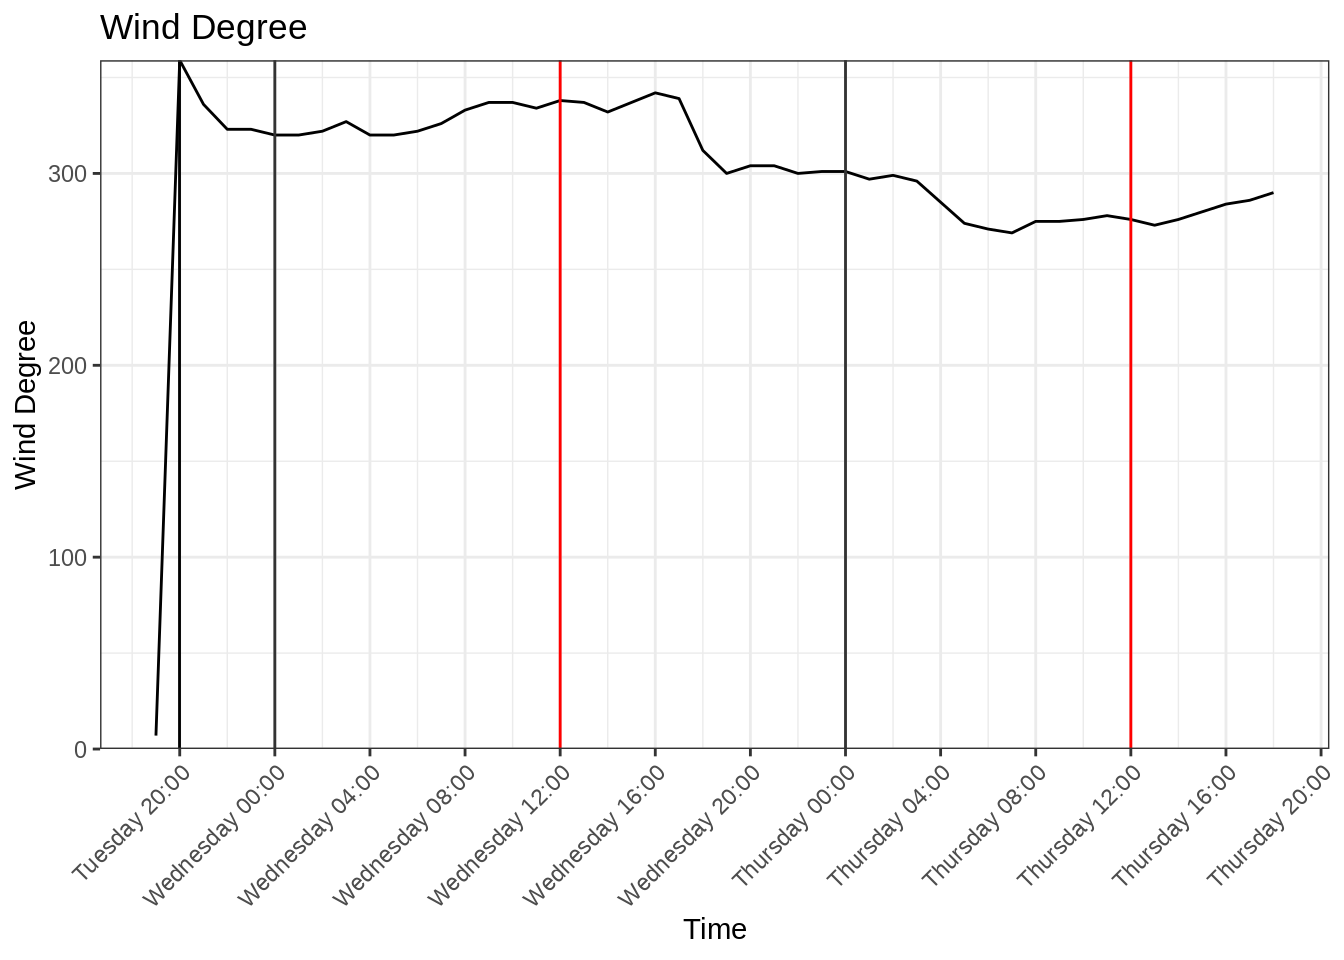 Wind Degree
Wind Degree
300
200
100
0
Tuesday 20:00
Wednesday 00:00
Wednesday 04:00
Wednesday 08:00
Wednesday 12:00
Wednesday 16:00
Wednesday 20:00
Thursday 00:00
Thursday 04:00
Thursday 08:00
Thursday 12:00
Thursday 16:00
Thursday 20:00
Time